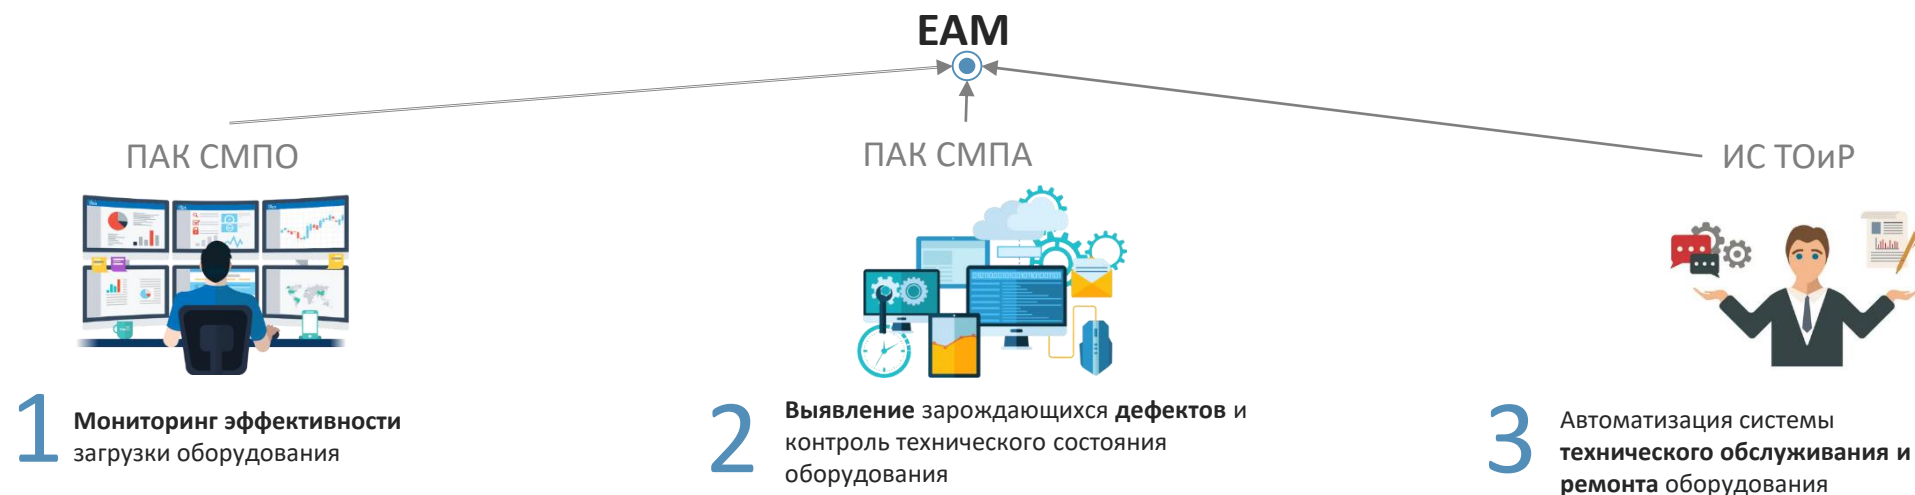 EAM
ПАК СМПО
ПАК СМПА
ИС ТОиР
1
Мониторинг эффективности
загрузки оборудования
2
Выявление зарождающихся дефектов и
контроль технического состояния
оборудования
3
Автоматизация системы
технического обслуживания и
ремонта оборудования